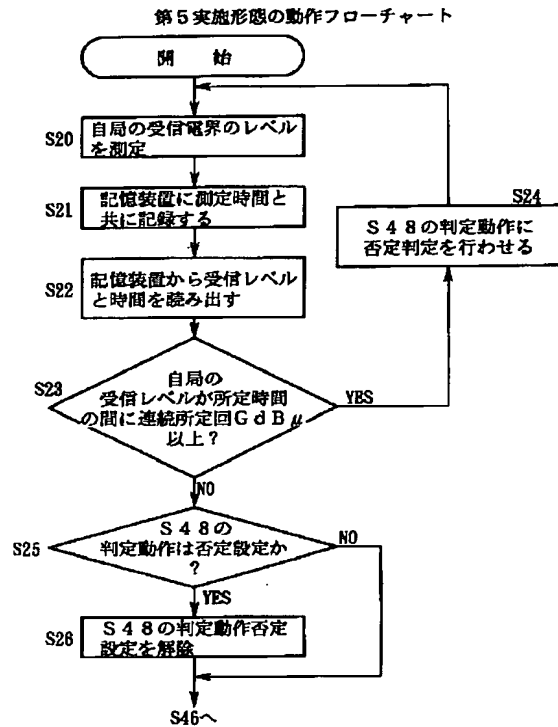 第5実施形態の動作フローチャート
開始
S20
自局の受信電界のレベル
を測定
S21
記憶装置に測定時間と
共に記録する
S22
記憶装置から受信レベル
と時間を読み出す
S23
自局の
受信レベルが所定時間
の間に連続所定回GdBμ
以上?
YES
S24
S48の判定動作に
否定判定を行わせる
NO
S25
S48の
判定動作は否定設定か
?
NO
YES
S26
S48の判定動作否定
設定を解除
S46へ